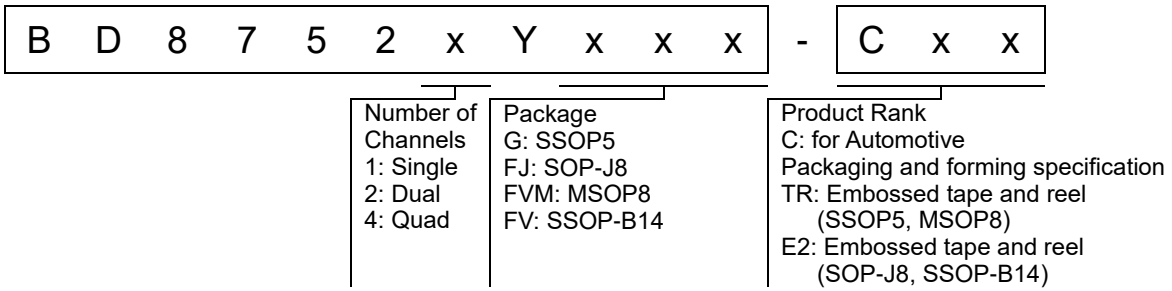 B D 8 7 5 2 x Y x x x - C x x
Number of
Channels
1: Single
2: Dual
4: Quad
Package
G: SSOP5
FJ: SOP-J8
FVM: MSOP8
FV: SSOP-B14
Product Rank
C: for Automotive
Packaging and forming specification
TR: Embossed tape and reel
(SSOP5, MSOP8)
E2: Embossed tape and reel
(SOP-J8, SSOP-B14)